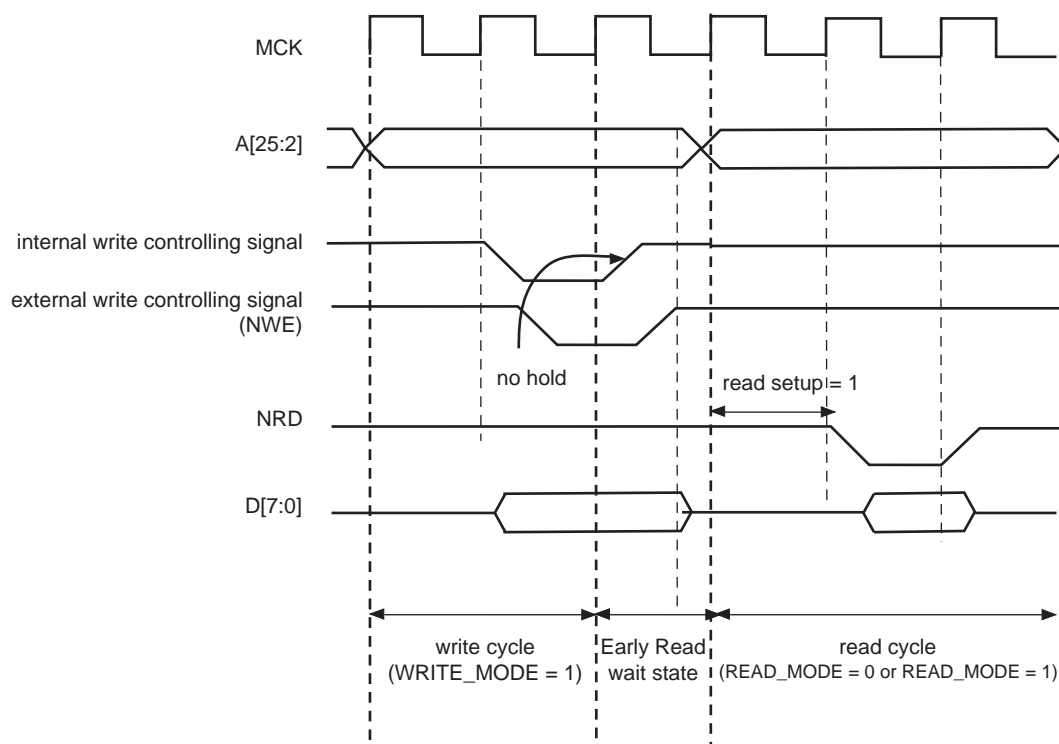 MCK
A[25:2]
internal write controlling signal
external write controlling signal
(NWE)
no hold
read setup = 1
NRD
D[7:0]
write cycle
(WRITE_MODE = 1)
Early Read
wait state
read cycle
(READ_MODE = 0 or READ_MODE = 1)